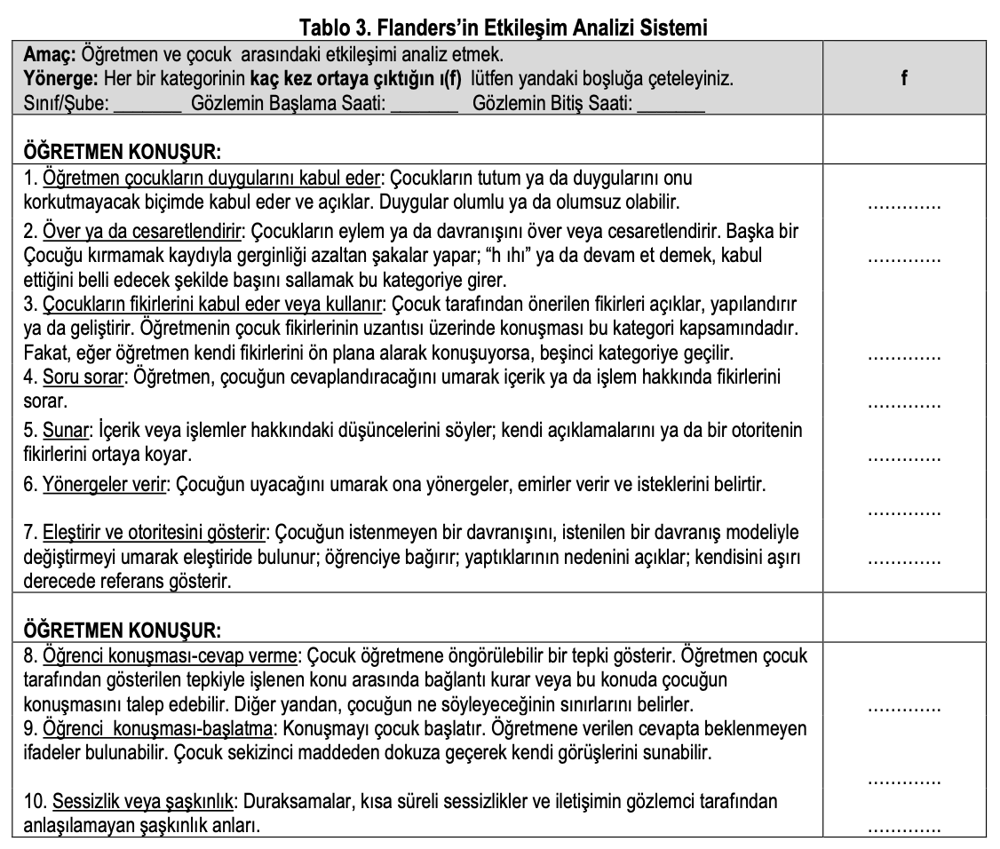 Tablo 3. Flanders’in Etkileşim Analizi Sistemi
Amaç: Öğretmen ve çocuk arasındaki etkileşimi analiz etmek.
Yönerge: Her bir kategorinin kaç kez ortaya çıktığın ı(f) lütfen yandaki boşluğa çeteleyiniz.
f
Sınıf/Şube: _______ Gözlemin Başlama Saati: _______ Gözlemin Bitiş Saati: _______
ÖĞRETMEN KONUŞUR:
1. Öğretmen çocukların duygularını kabul eder: Çocukların tutum ya da duygularını onu
korkutmayacak biçimde kabul eder ve açıklar. Duygular olumlu ya da olumsuz olabilir.
………….
2. Över ya da cesaretlendirir: Çocukların eylem ya da davranışını över veya cesaretlendirir. Başka bir
Çocuğu kırmamak kaydıyla gerginliği azaltan şakalar yapar; “h ıhı” ya da devam et demek, kabul
………….
ettiğini belli edecek şekilde başını sallamak bu kategoriye girer.
3. Çocukların fikirlerini kabul eder veya kullanır: Çocuk tarafından önerilen fikirleri açıklar, yapılandırır
ya da geliştirir. Öğretmenin çocuk fikirlerinin uzantısı üzerinde konuşması bu kategori kapsamındadır.
Fakat, eğer öğretmen kendi fikirlerini ön plana alarak konuşuyorsa, beşinci kategoriye geçilir.
………….
4. Soru sorar: Öğretmen, çocuğun cevaplandıracağını umarak içerik ya da işlem hakkında fikirlerini
sorar.
………….
5. Sunar: İçerik veya işlemler hakkındaki düşüncelerini söyler; kendi açıklamalarını ya da bir otoritenin
fikirlerini ortaya koyar.
………….
6. Yönergeler verir: Çocuğun uyacağını umarak ona yönergeler, emirler verir ve isteklerini belirtir.
………….
7. Eleştirir ve otoritesini gösterir: Çocuğun istenmeyen bir davranışını, istenilen bir davranış modeliyle
değiştirmeyi umarak eleştiride bulunur; öğrenciye bağırır; yaptıklarının nedenini açıklar; kendisini aşırı
………….
derecede referans gösterir.
ÖĞRETMEN KONUŞUR:
8. Öğrenci konuşması-cevap verme: Çocuk öğretmene öngörülebilir bir tepki gösterir. Öğretmen çocuk
tarafından gösterilen tepkiyle işlenen konu arasında bağlantı kurar veya bu konuda çocuğun
konuşmasını talep edebilir. Diğer yandan, çocuğun ne söyleyeceğinin sınırlarını belirler.
………….
9. Öğrenci konuşması-başlatma: Konuşmayı çocuk başlatır. Öğretmene verilen cevapta beklenmeyen
ifadeler bulunabilir. Çocuk sekizinci maddeden dokuza geçerek kendi görüşlerini sunabilir.
………….
10. Sessizlik veya şaşkınlık: Duraksamalar, kısa süreli sessizlikler ve iletişimin gözlemci tarafından
anlaşılamayan şaşkınlık anları.
………….